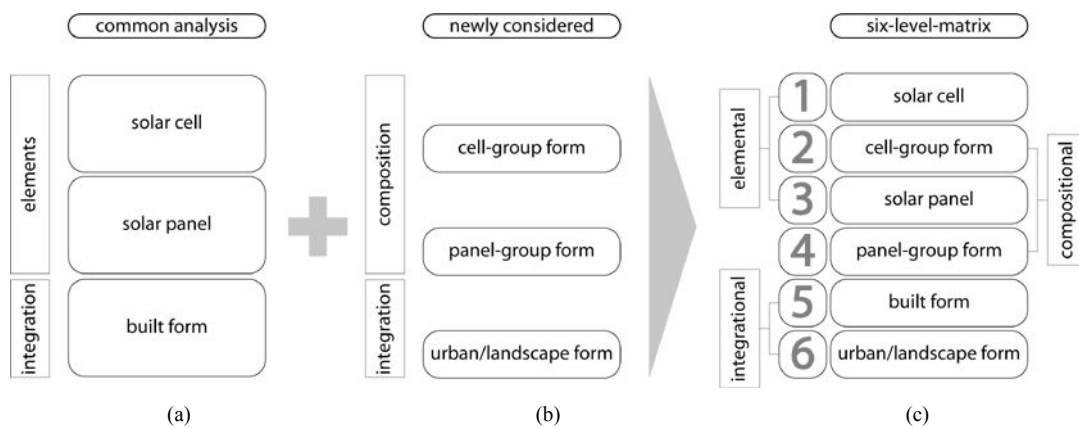 common analysis
elements
integration
solar cell
solar panel
built form
(a)
newly considered
composition
integration
cell-group form
panel-group form
urban/landscape form
(b)
six-level-matrix
elemental
integrational
1 solar cell
2 cell-group form
3 solar panel
4 panel-group form
5 built form
6 urban/landscape form
compositional
(c)